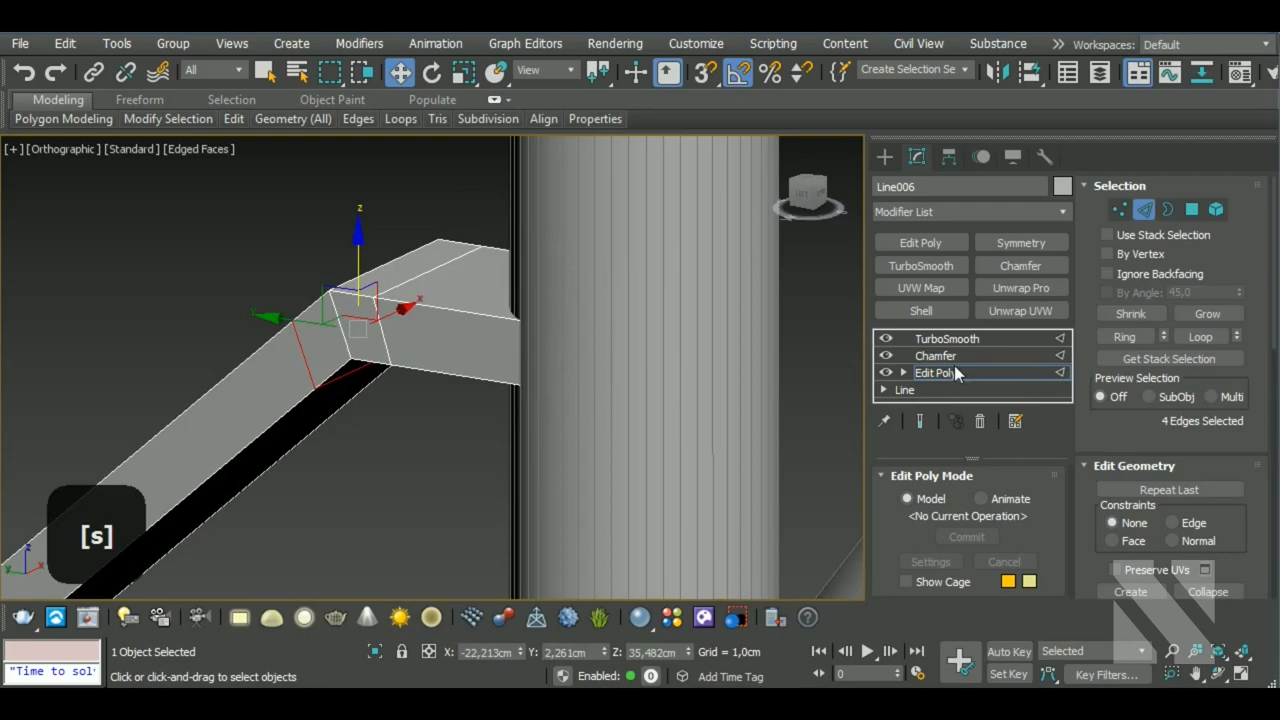 File Edit Tools Group Views Create Modifiers Animation Graph Editors Rendering Customize Scripting Content Civil View Substance Workspaces: Default
All View Create Selection Se
Modeling Freeform Selection Object Paint Populate
Polygon Modeling Modify Selection Edit Geometry (All) Edges Loops Tris Subdivision Align Properties
[+] [Orthographic] [Standard] [Edged Faces]
z
y
x
[s]
z
y
x
Line006
Modifier List
Edit Poly Symmetry
TurboSmooth Chamfer
UVW Map Unwrap Pro
Shell Unwrap UVW
TurboSmooth
Chamfer
Edit Poly
Line
Edit Poly Mode
Model Animate
<No Current Operation>
Commit
Settings Cancel
Show Cage
Selection
Use Stack Selection
By Vertex
Ignore Backfacing
By Angle: 45,0
Shrink Grow
Ring Loop
Get Stack Selection
Preview Selection
Off SubObj Multi
4 Edges Selected
Edit Geometry
Repeat Last
Constraints
None Edge
Face Normal
Preserve UVs
Create Collapse
"Time to sol
1 Object Selected
Click or click-and-drag to select objects
X: -22,213cm Y: 2,261cm Z: 35,482cm Grid = 1,0cm
Enabled: 0 Add Time Tag
0
Auto Key Selected
Set Key Key Filters...